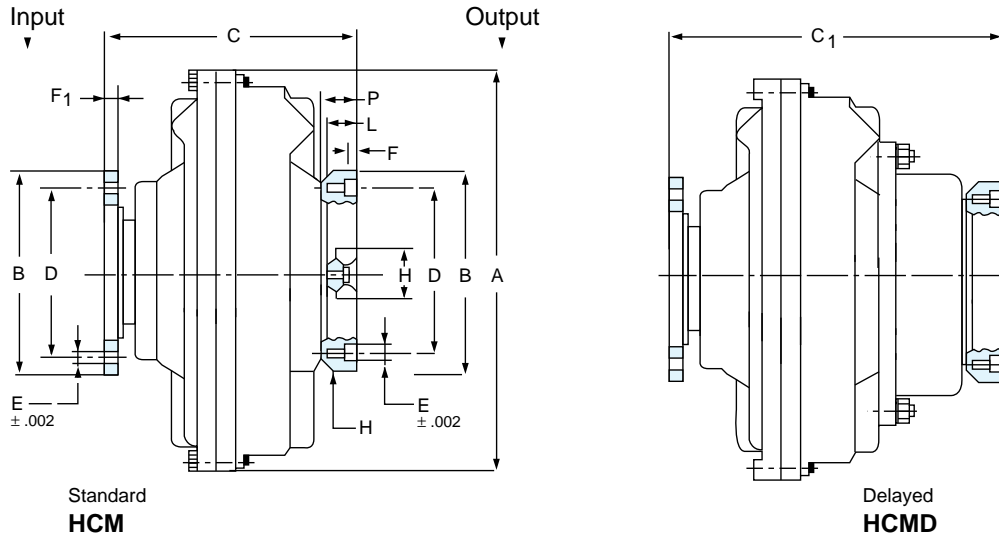 Input
Output
C
C1
F1
P
L
F
B
D
H
D
B
A
E
± .002
H
E
± .002
Standard
HCM
Delayed
HCMD